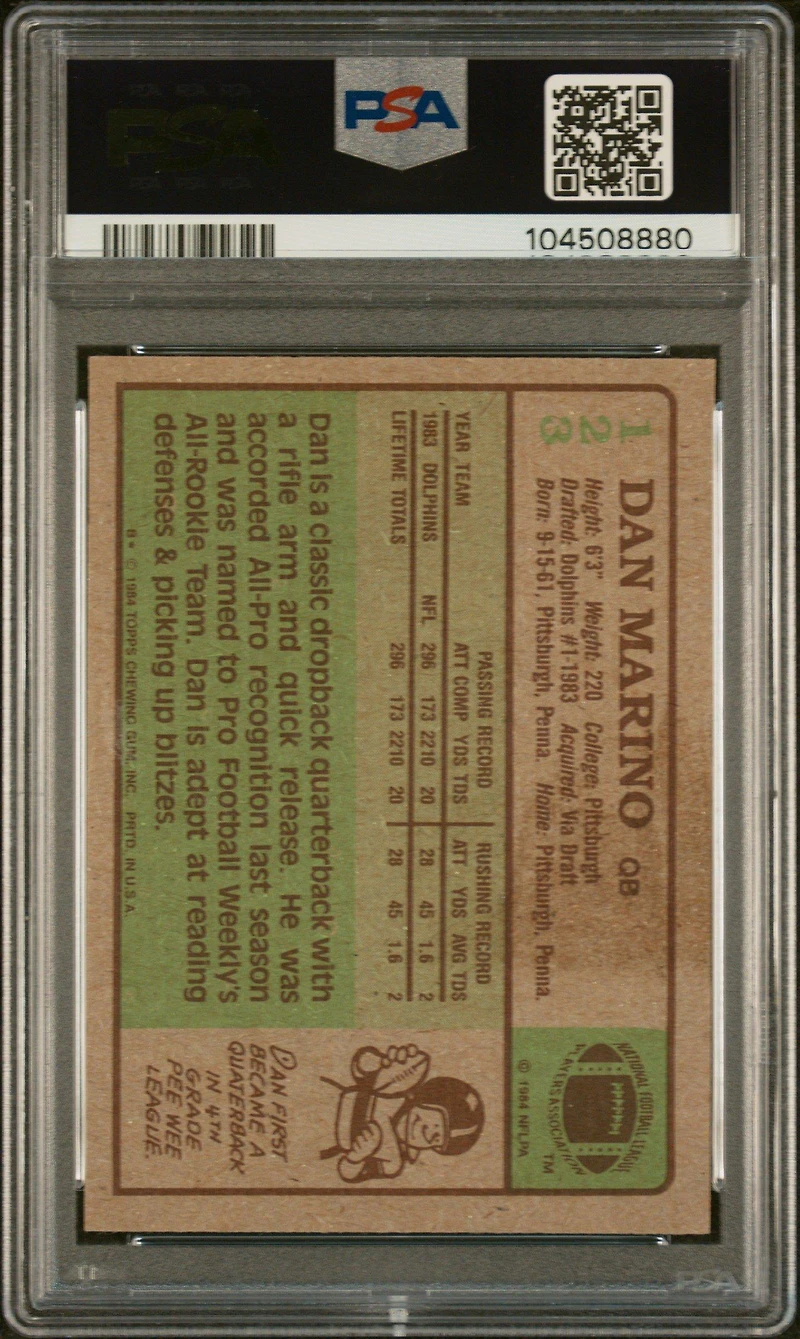 PSA
104508880
123
DAN MARINO QB
Height: 6'3" Weight: 220 College: Pittsburgh
Drafted: Dolphins #1-1983 Acquired: Via Draft
Born: 9-15-61, Pittsburgh, Penna. Home: Pittsburgh, Penna.
NATIONAL FOOTBALL LEAGUE
PLAYERS ASSOCIATION
TM
© 1984 NFLPA
PASSING RECORD RUSHING RECORD
YEAR TEAM ATT COMP YDS TDS ATT YDS AVG TDS
1983 DOLPHINS NFL 296 173 2210 20 28 45 1.6 2
LIFETIME TOTALS 296 173 2210 20 28 45 1.6 2
Dan is a classic dropback quarterback with
a rifle arm and quick release. He was
accorded All-Pro recognition last season
and was named to Pro Football Weekly's
All-Rookie Team. Dan is adept at reading
defenses & picking up blitzes.
DAN FIRST
BECAME A
QUATERBACK
IN 4TH
GRADE
PEE WEE
LEAGUE.
© 1984 TOPPS CHEWING GUM, INC. PRTD. IN U.S.A.
PSA